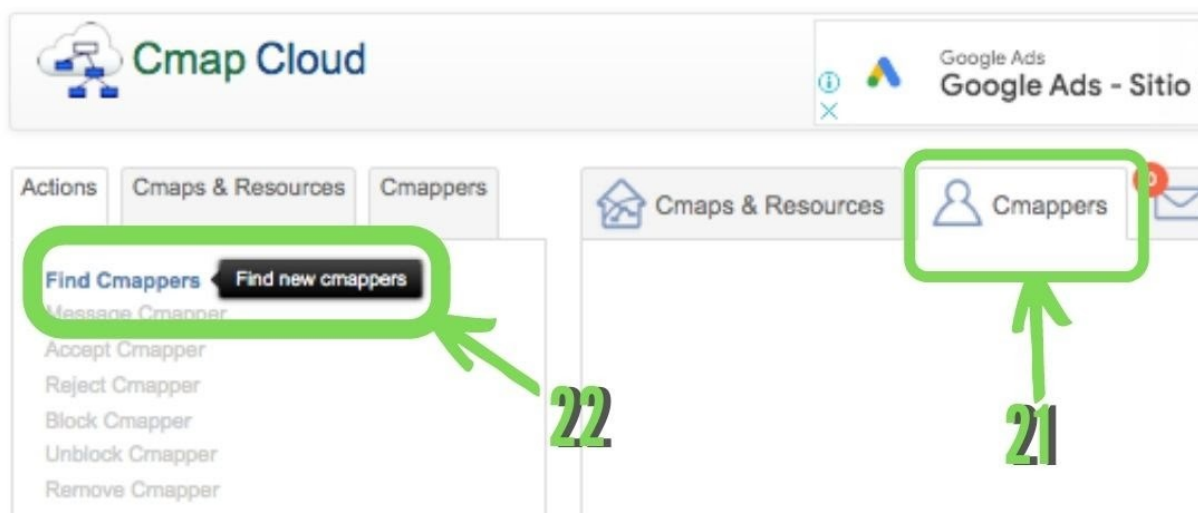 Cmap Cloud
Google Ads
Google Ads - Sitio
Actions
Cmaps & Resources
Cmappers
Cmaps & Resources
Cmappers
Find Cmappers
Find new cmappers
Message Cmapper
Accept Cmapper
Reject Cmapper
Block Cmapper
Unblock Cmapper
Remove Cmapper
22
21